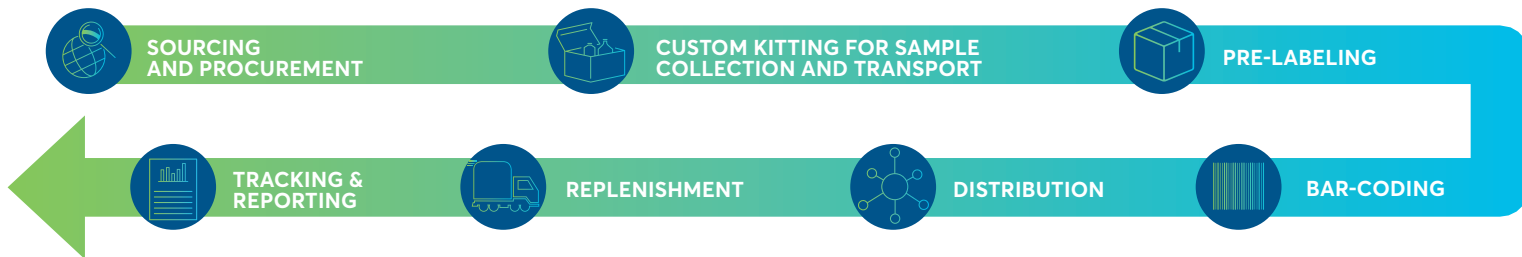 SOURCING
AND PROCUREMENT
CUSTOM KITTING FOR SAMPLE
COLLECTION AND TRANSPORT
PRE-LABELING
BAR-CODING
DISTRIBUTION
REPLENISHMENT
TRACKING &
REPORTING